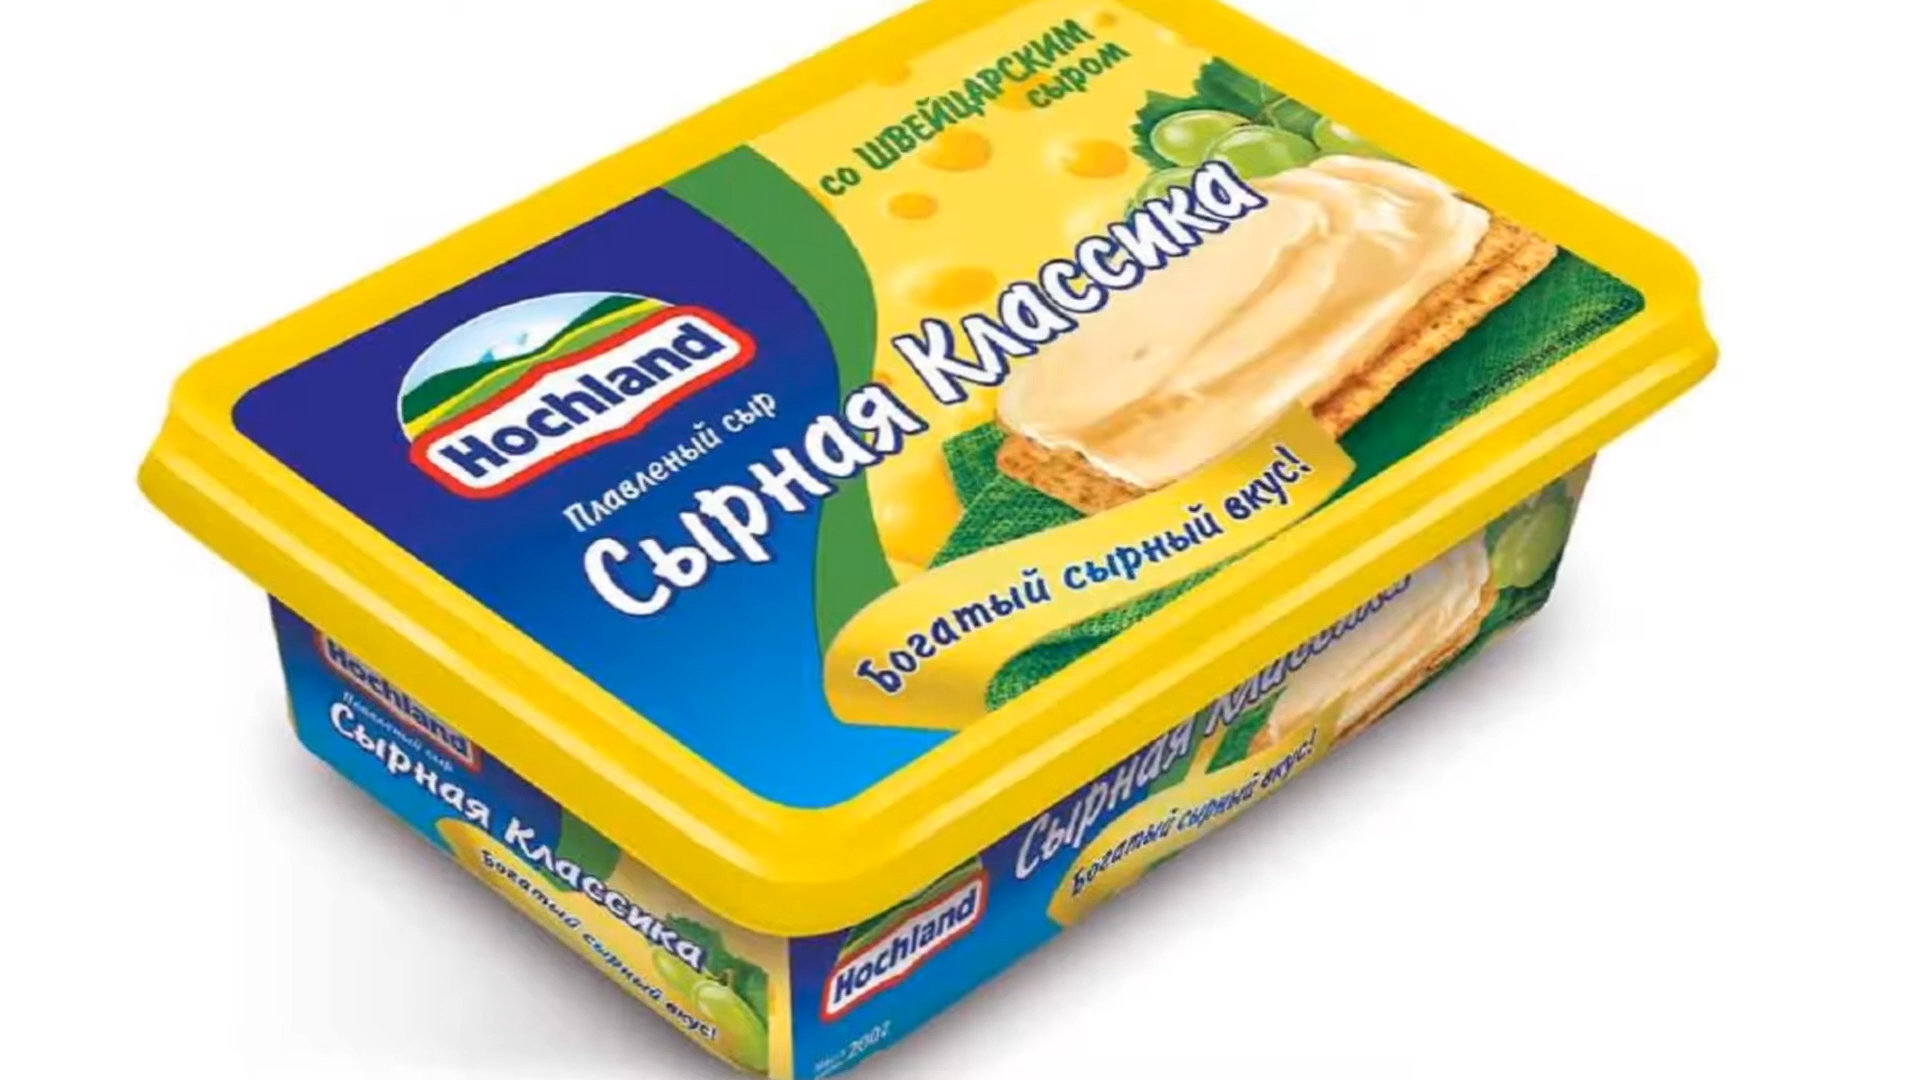 со ШВЕЙЦАРСКИМ
сыром
Hochland
Плавленый сыр
Сырная Классика
Богатый сырный вкус!
Hochland
Плавленый сыр
Сырная Классика
Богатый сырный вкус!
Сырная Классика
Богатый сырный вкус!
Hochland
200г